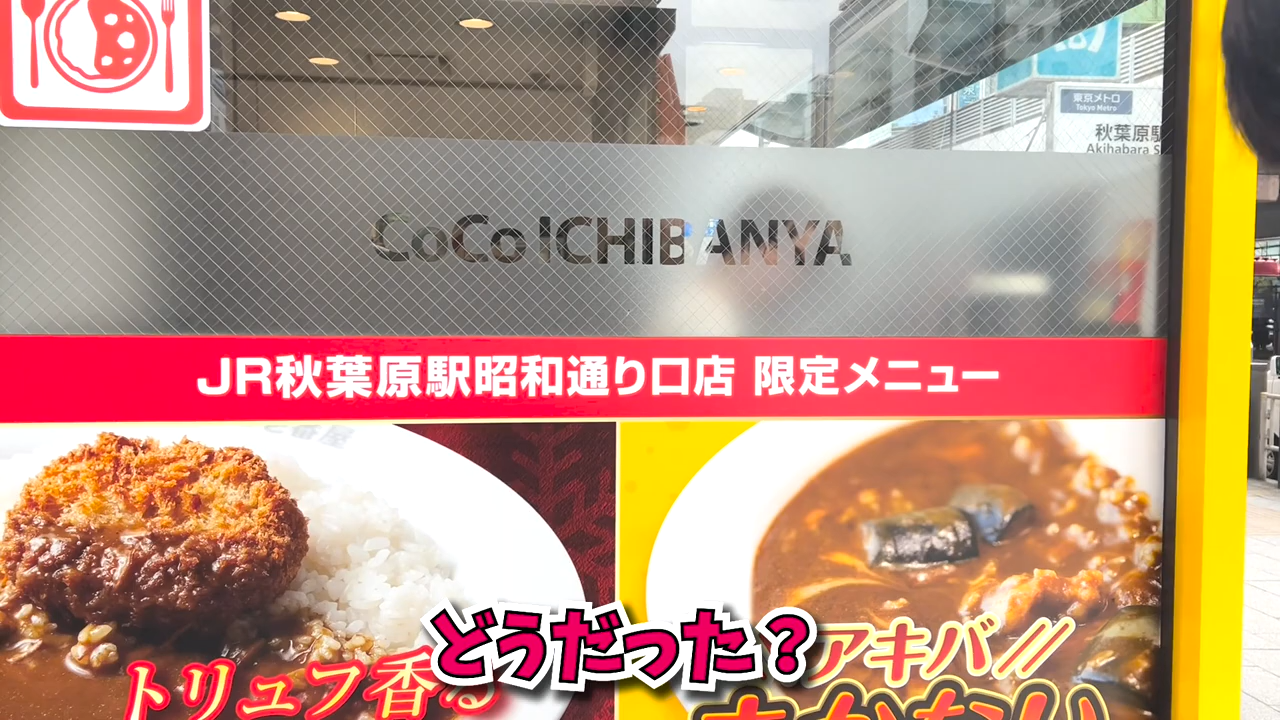 東京メトロ
Tokyo Metro
秋葉原駅
Akihabara S
CoCo ICHIBANYA
JR秋葉原駅昭和通り口店 限定メニュー
どうだった？
アキバ
トリュフ香る